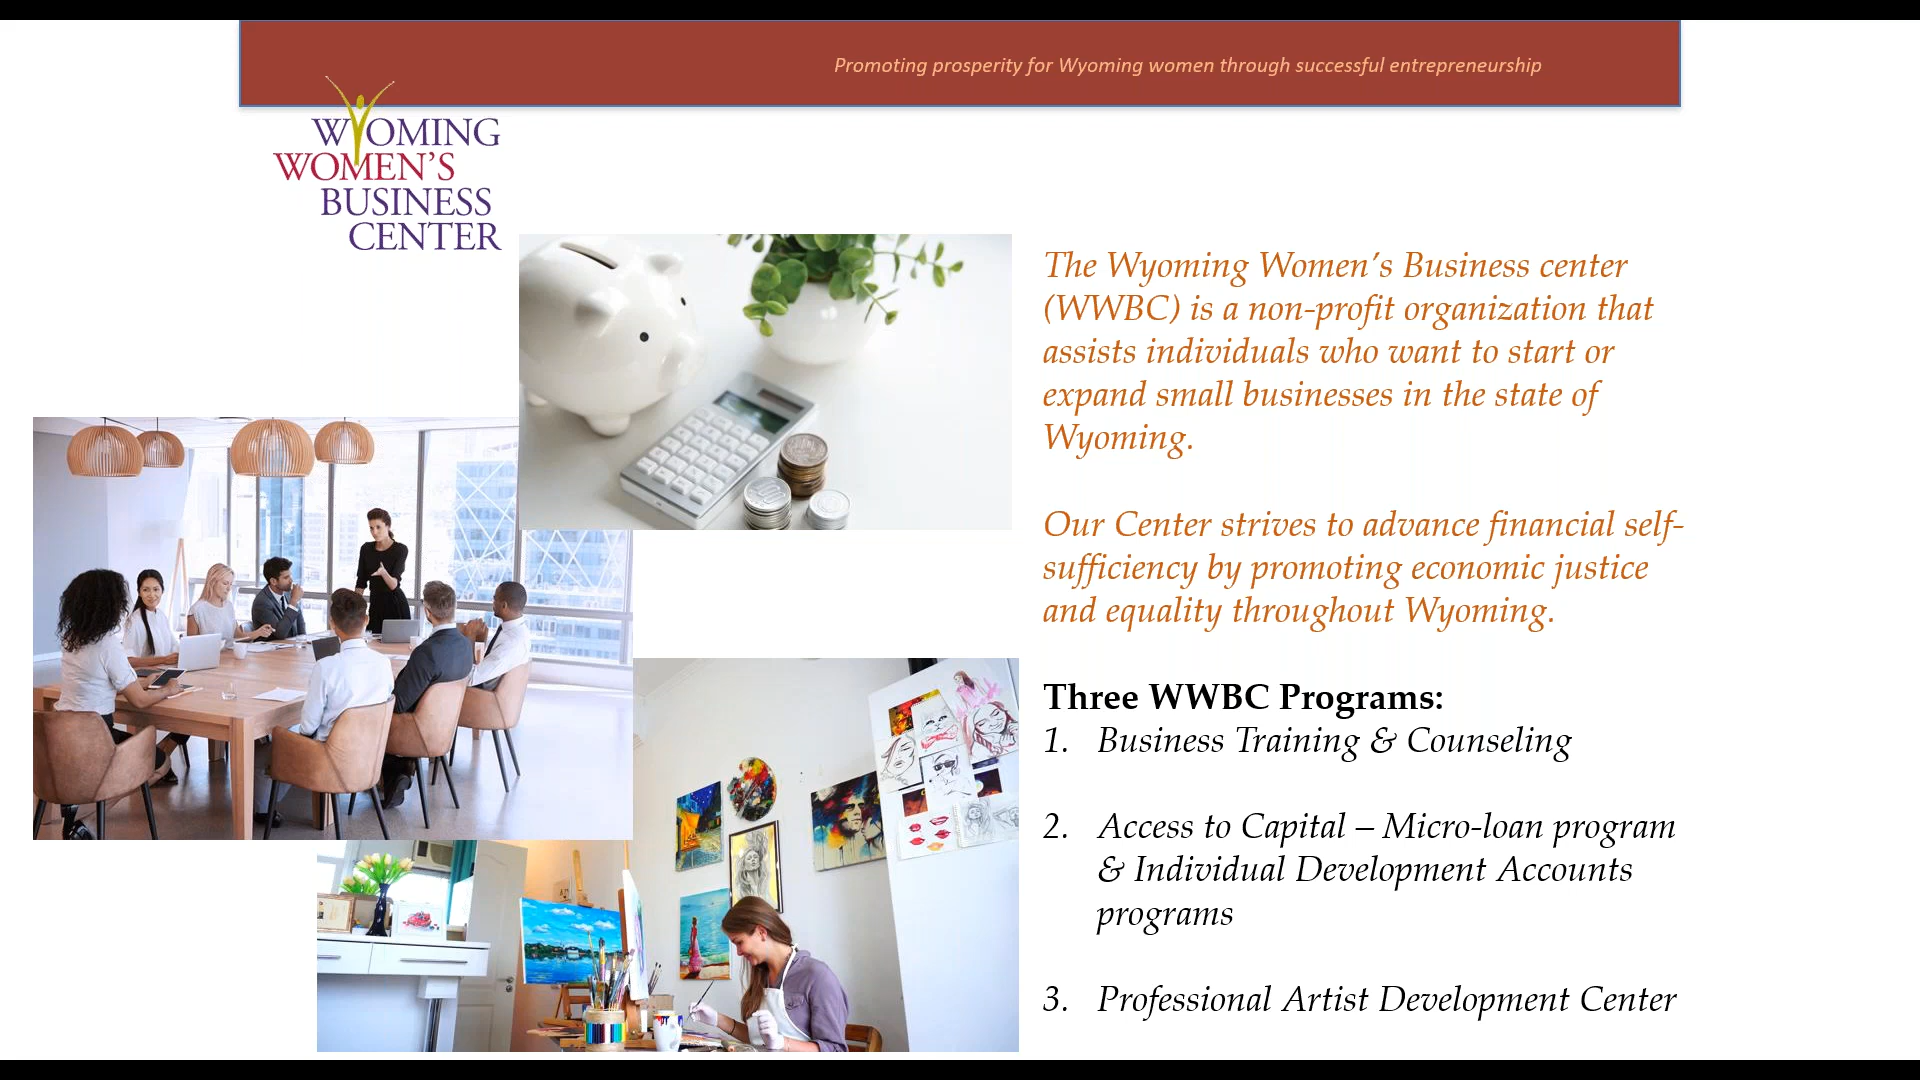 Promoting prosperity for Wyoming women through successful entrepreneurship
WYOMING
WOMEN'S
BUSINESS
CENTER
The Wyoming Women's Business center
(WWBC) is a non-profit organization that
assists individuals who want to start or
expand small businesses in the state of
Wyoming.
Our Center strives to advance financial self-
sufficiency by promoting economic justice
and equality throughout Wyoming.
Three WWBC Programs:
1. Business Training & Counseling
2. Access to Capital – Micro-loan program
& Individual Development Accounts
programs
3. Professional Artist Development Center